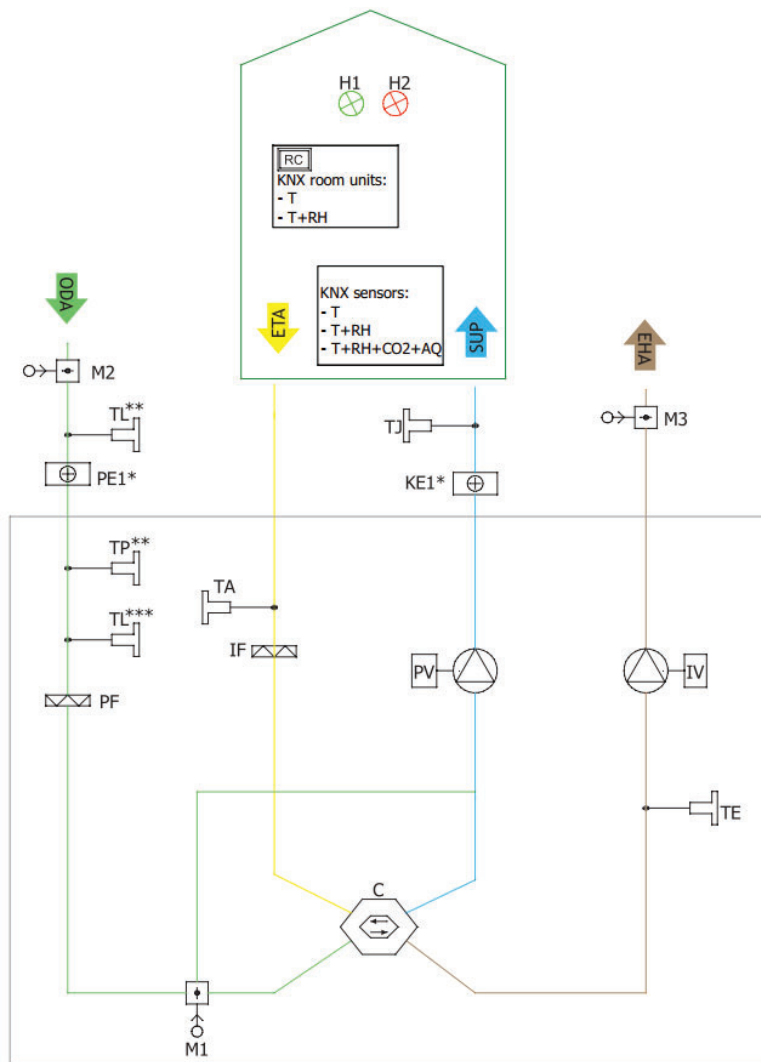 H1 H2
RC
KNX room units:
- T
- T+RH
ODA
ETA
KNX sensors:
- T
- T+RH
- T+RH+CO2+AQ
SUP
EHA
M2
M3
TL**
TJ
PE1*
KE1*
TP**
TA
TL***
IF
PV
IV
PF
TE
C
M1